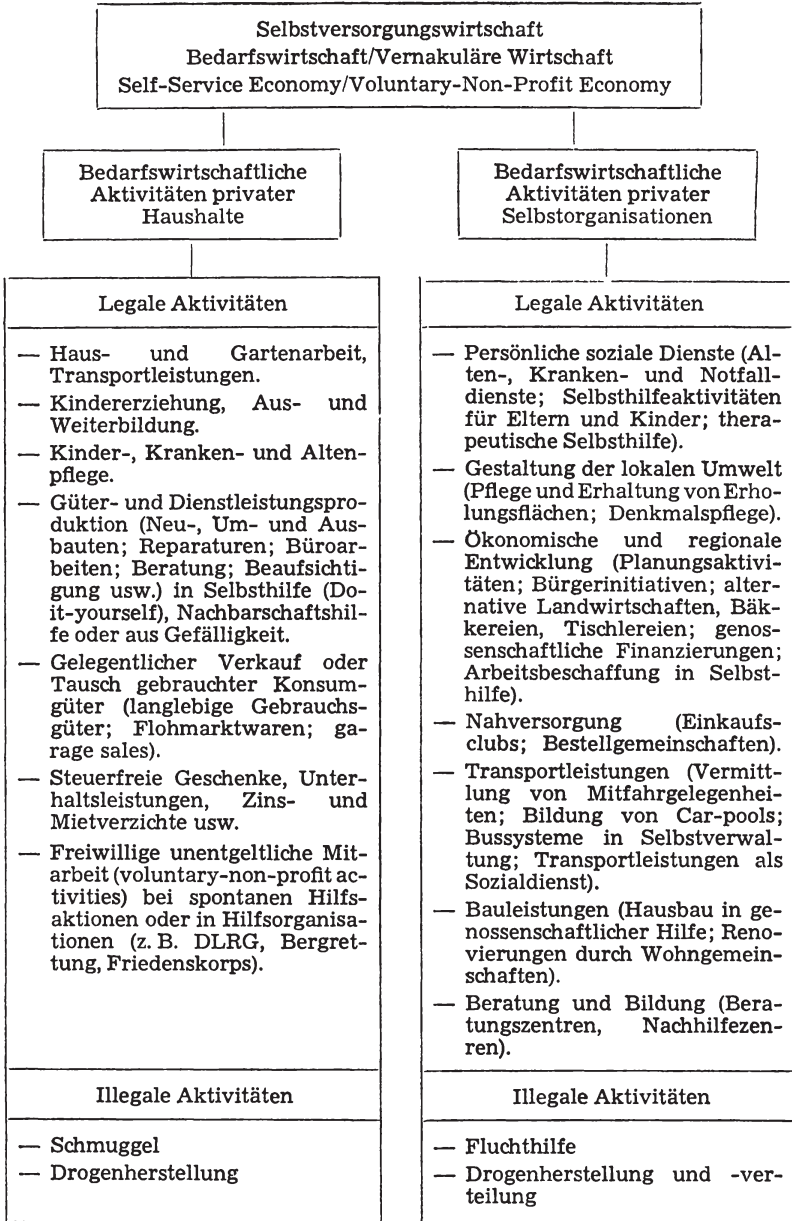 Selbstversorgungswirtschaft
Bedarfswirtschaft/Vernakuläre Wirtschaft
Self-Service Economy/Voluntary-Non-Profit Economy
Bedarfswirtschaftliche
Aktivitäten privater
Haushalte
Legale Aktivitäten
— Haus- und Gartenarbeit,
Transportleistungen.
— Kindererziehung, Aus- und
Weiterbildung.
— Kinder-, Kranken- und Alten-
pflege.
— Güter- und Dienstleistungspro-
duktion (Neu-, Um- und Aus-
bauten; Reparaturen; Büroar-
beiten; Beratung; Beaufsichti-
gung usw.) in Selbsthilfe (Do-
it-yourself), Nachbarschaftshil-
fe oder aus Gefälligkeit.
— Gelegentlicher Verkauf oder
Tausch gebrauchter Konsum-
güter (langlebige Gebrauchs-
güter; Flohmarktwaren; ga-
rage sales).
— Steuerfreie Geschenke, Unter-
haltsleistungen, Zins- und
Mietverzichte usw.
— Freiwillige unentgeltliche Mit-
arbeit (voluntary-non-profit ac-
tivities) bei spontanen Hilfs-
aktionen oder in Hilfsorganisa-
tionen (z. B. DLRG, Bergret-
tung, Friedenskorps).
Illegale Aktivitäten
— Schmuggel
— Drogenherstellung
Bedarfswirtschaftliche
Aktivitäten privater
Selbstorganisationen
Legale Aktivitäten
— Persönliche soziale Dienste (Al-
ten-, Kranken- und Notfall-
dienste; Selbsthilfeaktivitäten
für Eltern und Kinder; thera-
peutische Selbsthilfe).
— Gestaltung der lokalen Umwelt
(Pflege und Erhaltung von Erho-
lungsflächen; Denkmalspflege).
— Ökonomische und regionale
Entwicklung (Planungsaktivi-
täten; Bürgerinitiativen; alter-
native Landwirtschaften, Bäk-
kereien, Tischlereien; genos-
senschaftliche Finanzierungen;
Arbeitsbeschaffung in Selbst-
hilfe).
— Nahversorgung (Einkaufs-
clubs; Bestellgemeinschaften).
— Transportleistungen (Vermitt-
lung von Mitfahrgelegenhei-
ten; Bildung von Car-pools;
Bussysteme in Selbstverwal-
tung; Transportleistungen als
Sozialdienst).
— Bauleistungen (Hausbau in ge-
nossenschaftlicher Hilfe; Reno-
vierungen durch Wohngemein-
schaften).
— Beratung und Bildung (Bera-
tungszentren, Nachhilfezen-
ren).
Illegale Aktivitäten
— Fluchthilfe
— Drogenherstellung und -ver-
teilung